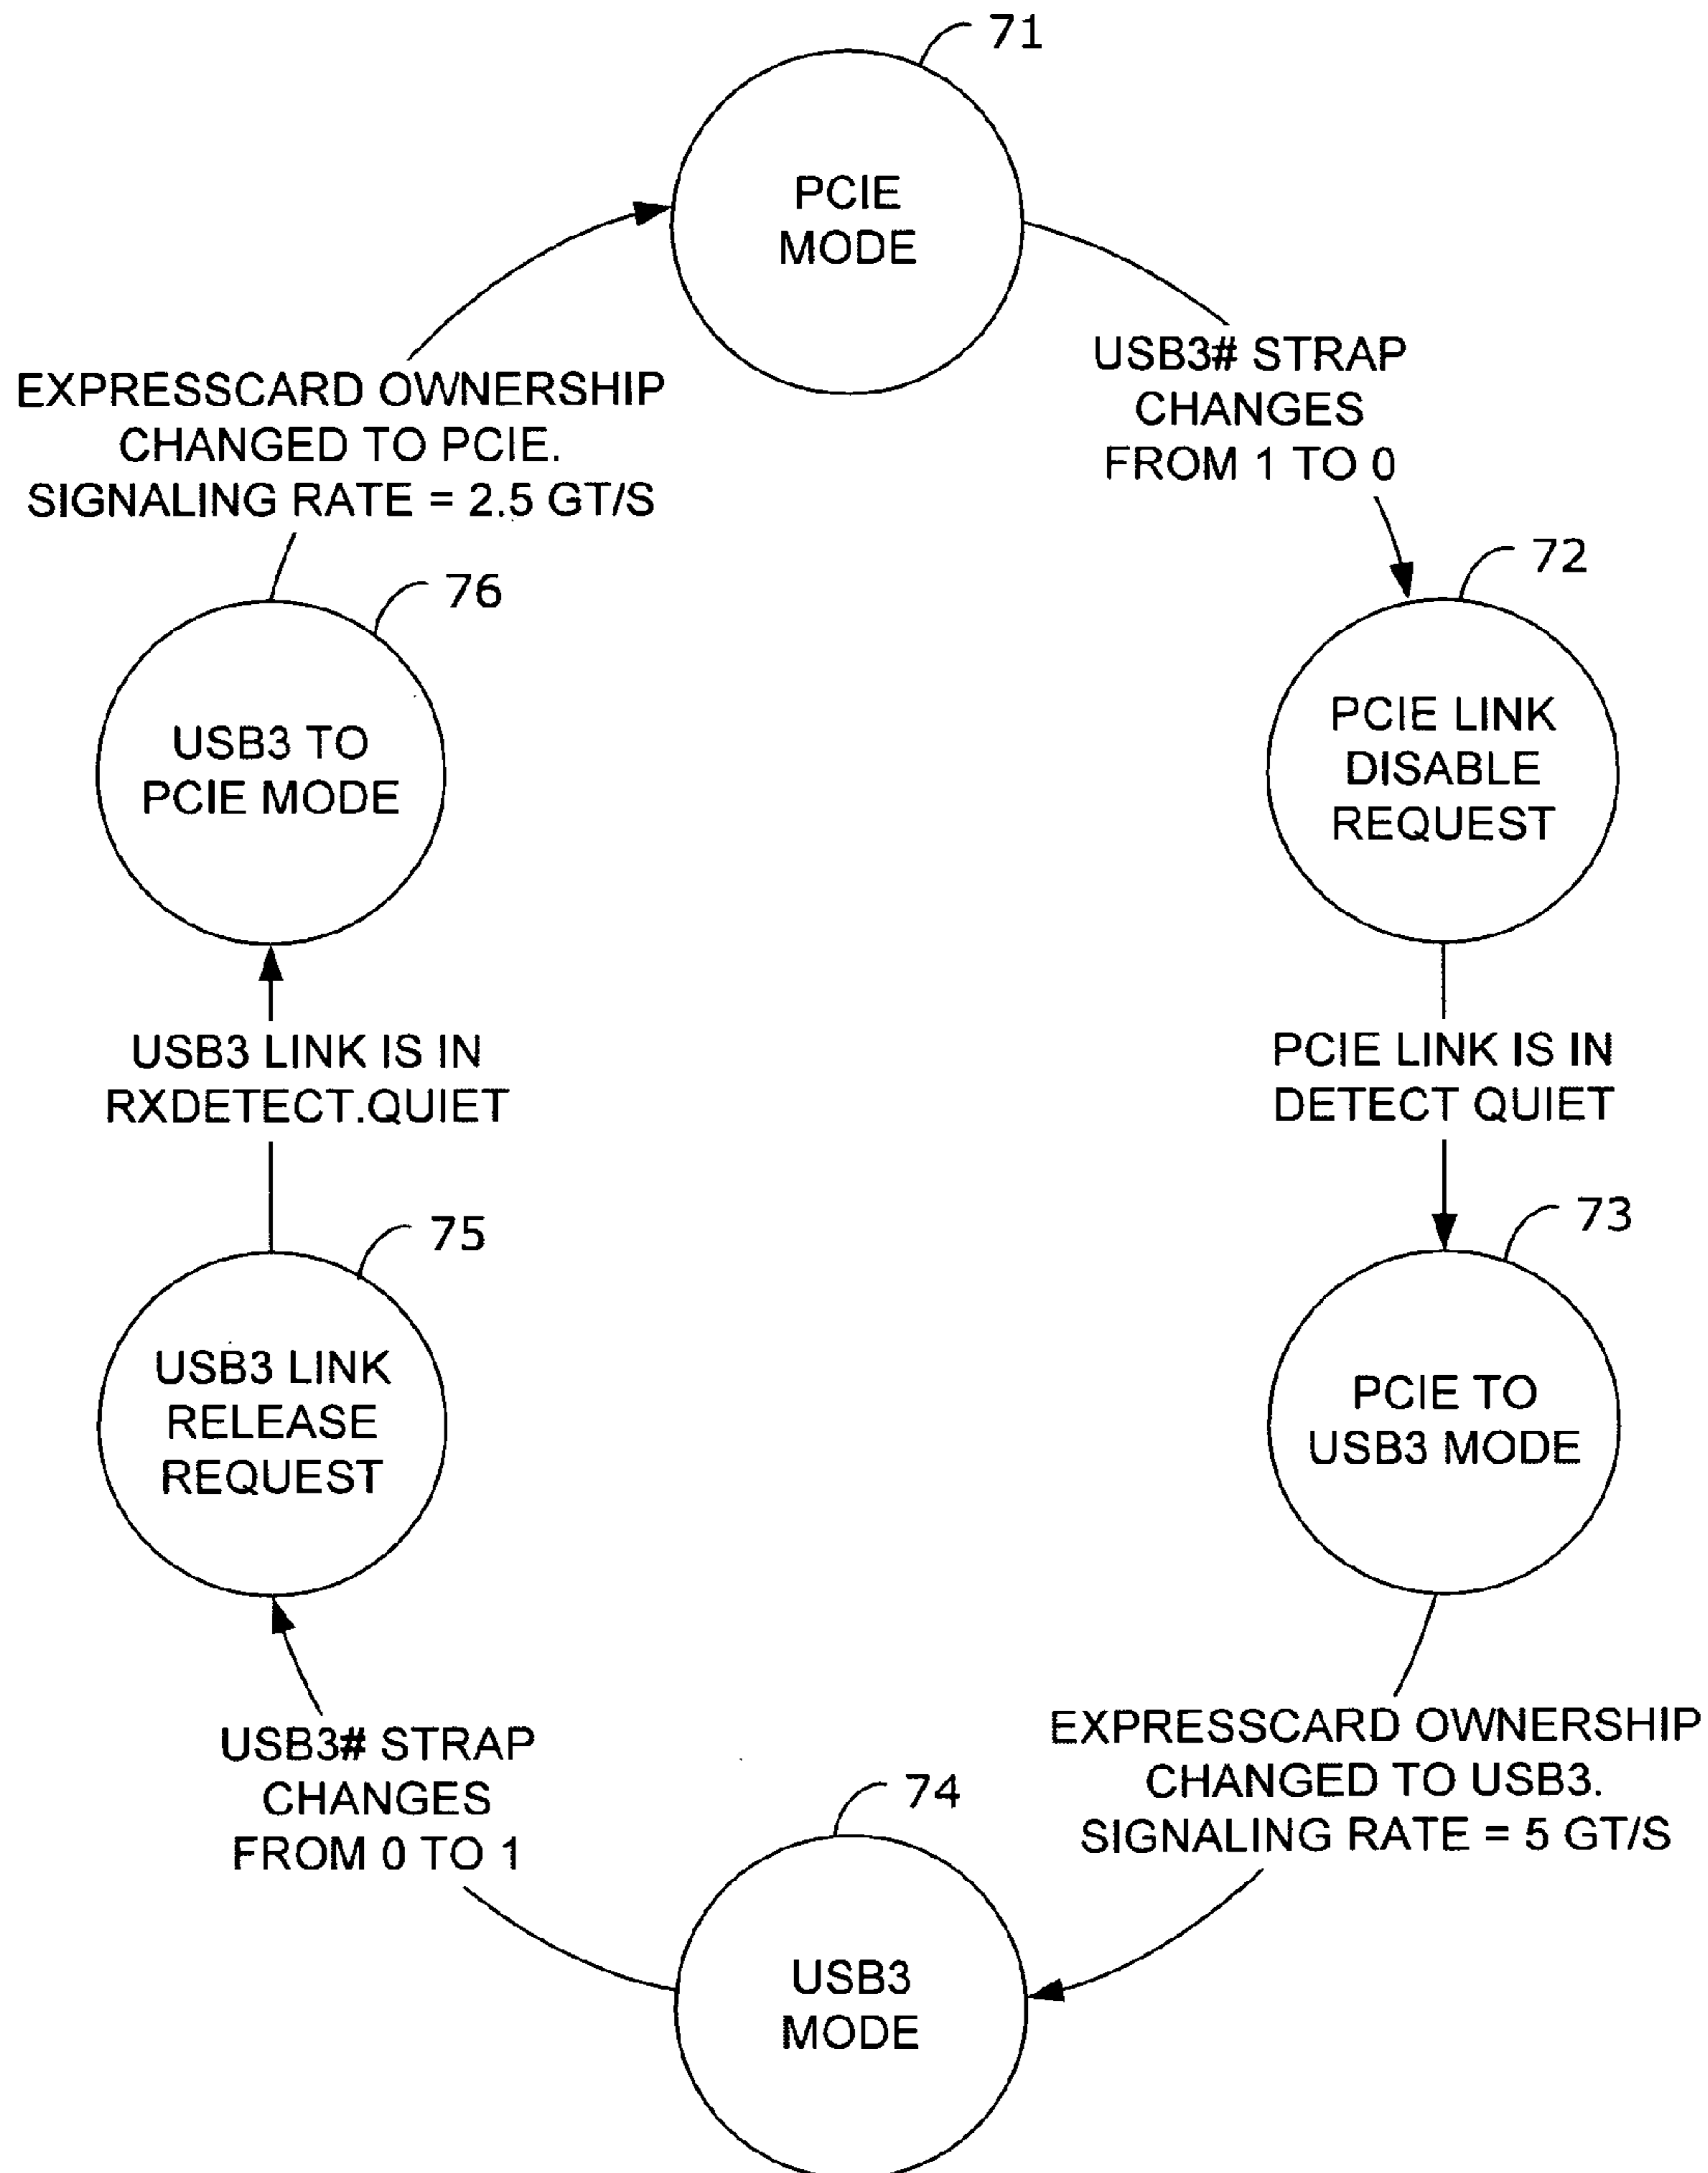 71
PCIE
MODE
USB3# STRAP
CHANGES
FROM 1 TO 0
EXPRESSCARD OWNERSHIP
CHANGED TO PCIE.
SIGNALING RATE = 2.5 GT/S
72
PCIE LINK
DISABLE
REQUEST
76
USB3 TO
PCIE MODE
PCIE LINK IS IN
DETECT QUIET
USB3 LINK IS IN
RXDETECT.QUIET
73
PCIE TO
USB3 MODE
75
USB3 LINK
RELEASE
REQUEST
EXPRESSCARD OWNERSHIP
CHANGED TO USB3.
SIGNALING RATE = 5 GT/S
USB3# STRAP
CHANGES
FROM 0 TO 1
74
USB3
MODE